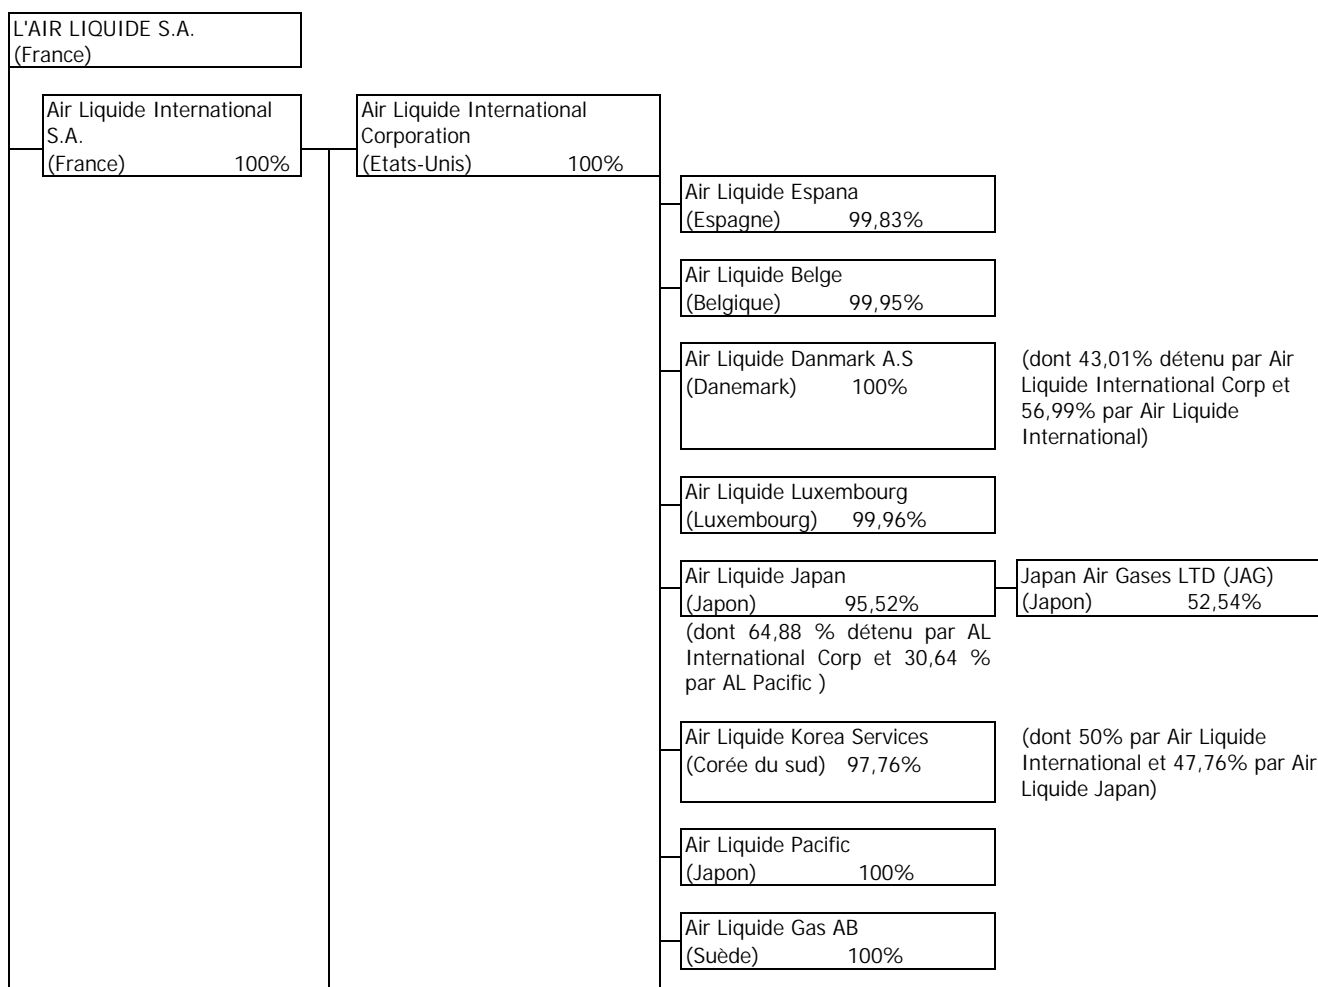 L'AIR LIQUIDE S.A.
(France)
Air Liquide International
S.A.
(France) 100%
Air Liquide International
Corporation
(Etats-Unis) 100%
Air Liquide Espana
(Espagne) 99,83%
Air Liquide Belge
(Belgique) 99,95%
Air Liquide Danmark A.S
(Danemark) 100%
(dont 43,01% détenu par Air
Liquide International Corp et
56,99% par Air Liquide
International)
Air Liquide Luxembourg
(Luxembourg) 99,96%
Air Liquide Japan
(Japon) 95,52%
(dont 64,88 % détenu par AL
International Corp et 30,64 %
par AL Pacific )
Japan Air Gases LTD (JAG)
(Japon) 52,54%
Air Liquide Korea Services
(Corée du sud) 97,76%
(dont 50% par Air Liquide
International et 47,76% par Air
Liquide Japan)
Air Liquide Pacific
(Japon) 100%
Air Liquide Gas AB
(Suède) 100%